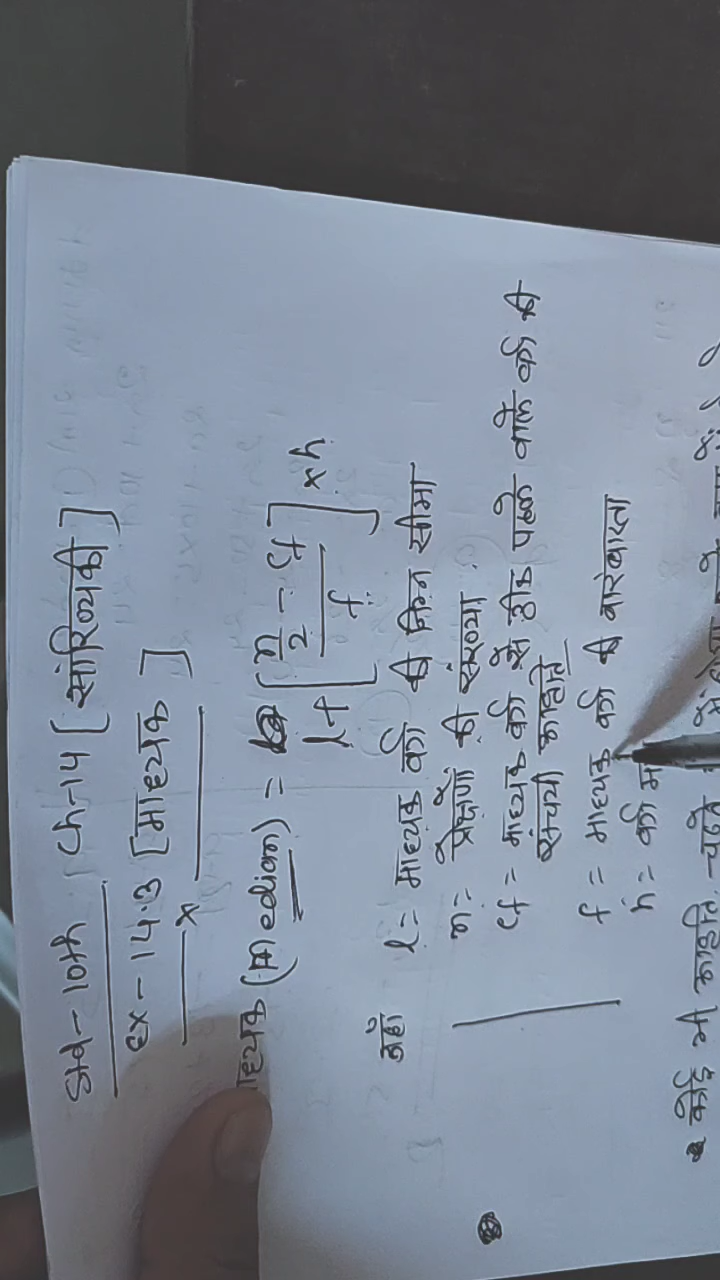 Std - 10th Ch-14 [सांख्यिकी]
ex - 14.3 [माध्यक]
x
ाध्यक (Median) = l+ [n/2 - cf / f] xh
जहाँ l = माध्यक वर्ग की निम्न सीमा
n = प्रेक्षणों की संख्या.
cf = माध्यक वर्ग से ठीक पहले वाले वर्ग की
संचयी बारंबारता
f = माध्यक वर्ग की बारंबारता
h = वर्ग म
कोई भी